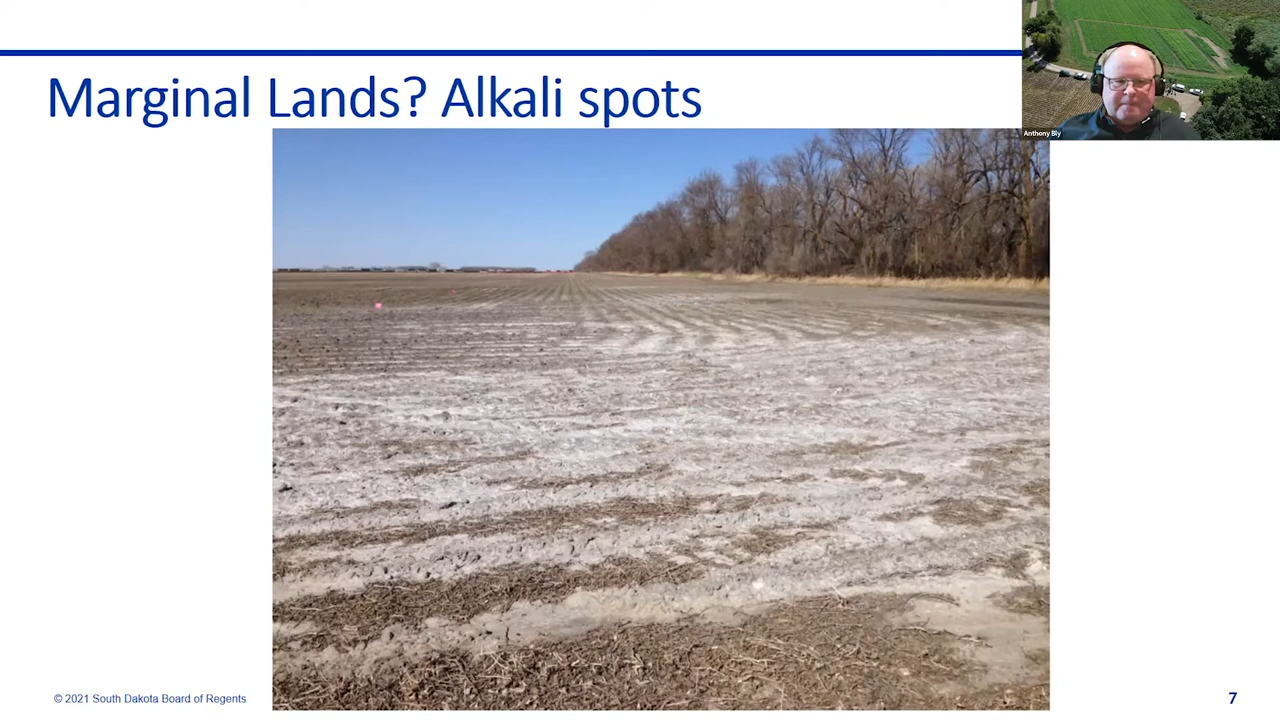 Marginal Lands? Alkali spots
Anthony Bly
© 2021 South Dakota Board of Regents
7